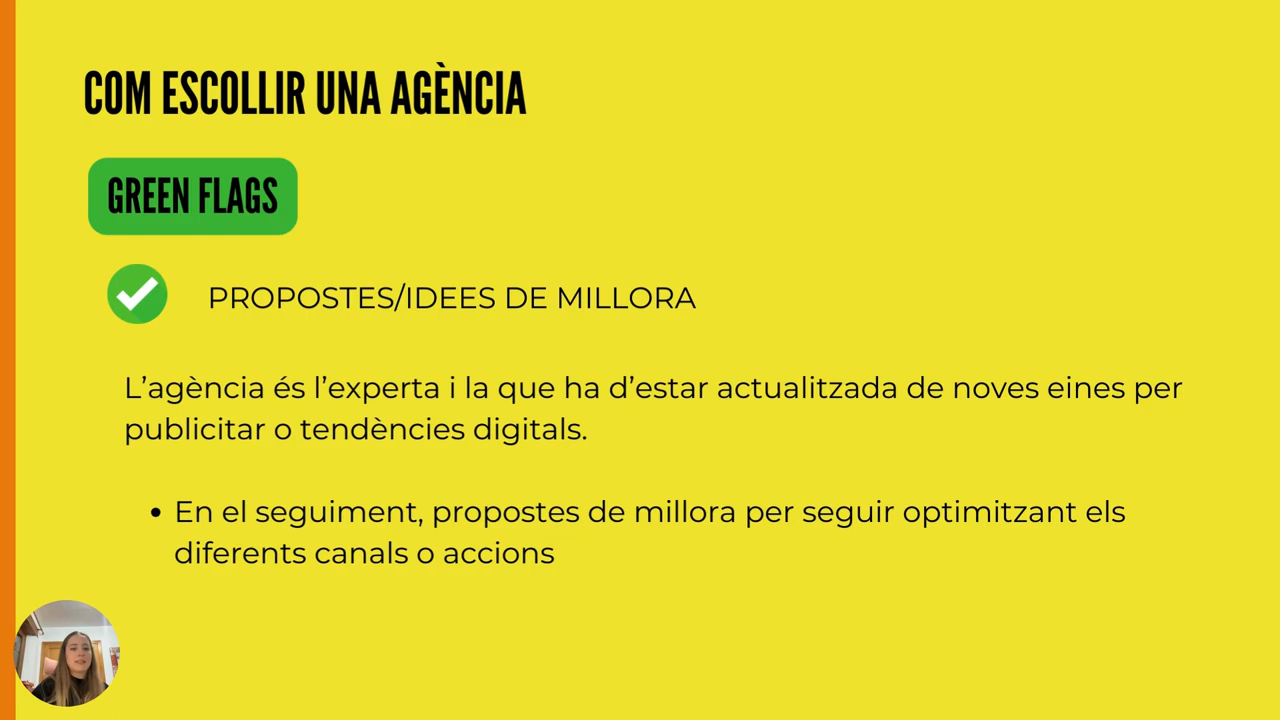 COM ESCOLLIR UNA AGÈNCIA
GREEN FLAGS
PROPOSTES/IDEES DE MILLORA
L'agència és l'experta i la que ha d'estar actualitzada de noves eines per
publicitar o tendències digitals.
• En el seguiment, propostes de millora per seguir optimitzant els
diferents canals o accions